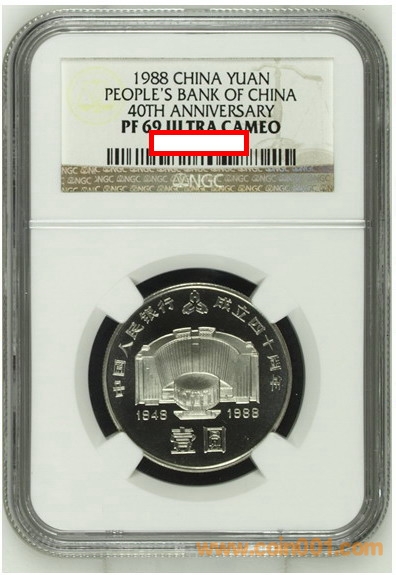 1988 CHINA YUAN
PEOPLE'S BANK OF CHINA
40TH ANNIVERSARY
PF 69 ULTRA CAMEO
NGC
中国人民银行 成立四十周年
1948 1988
壹圆
www.coin001.com